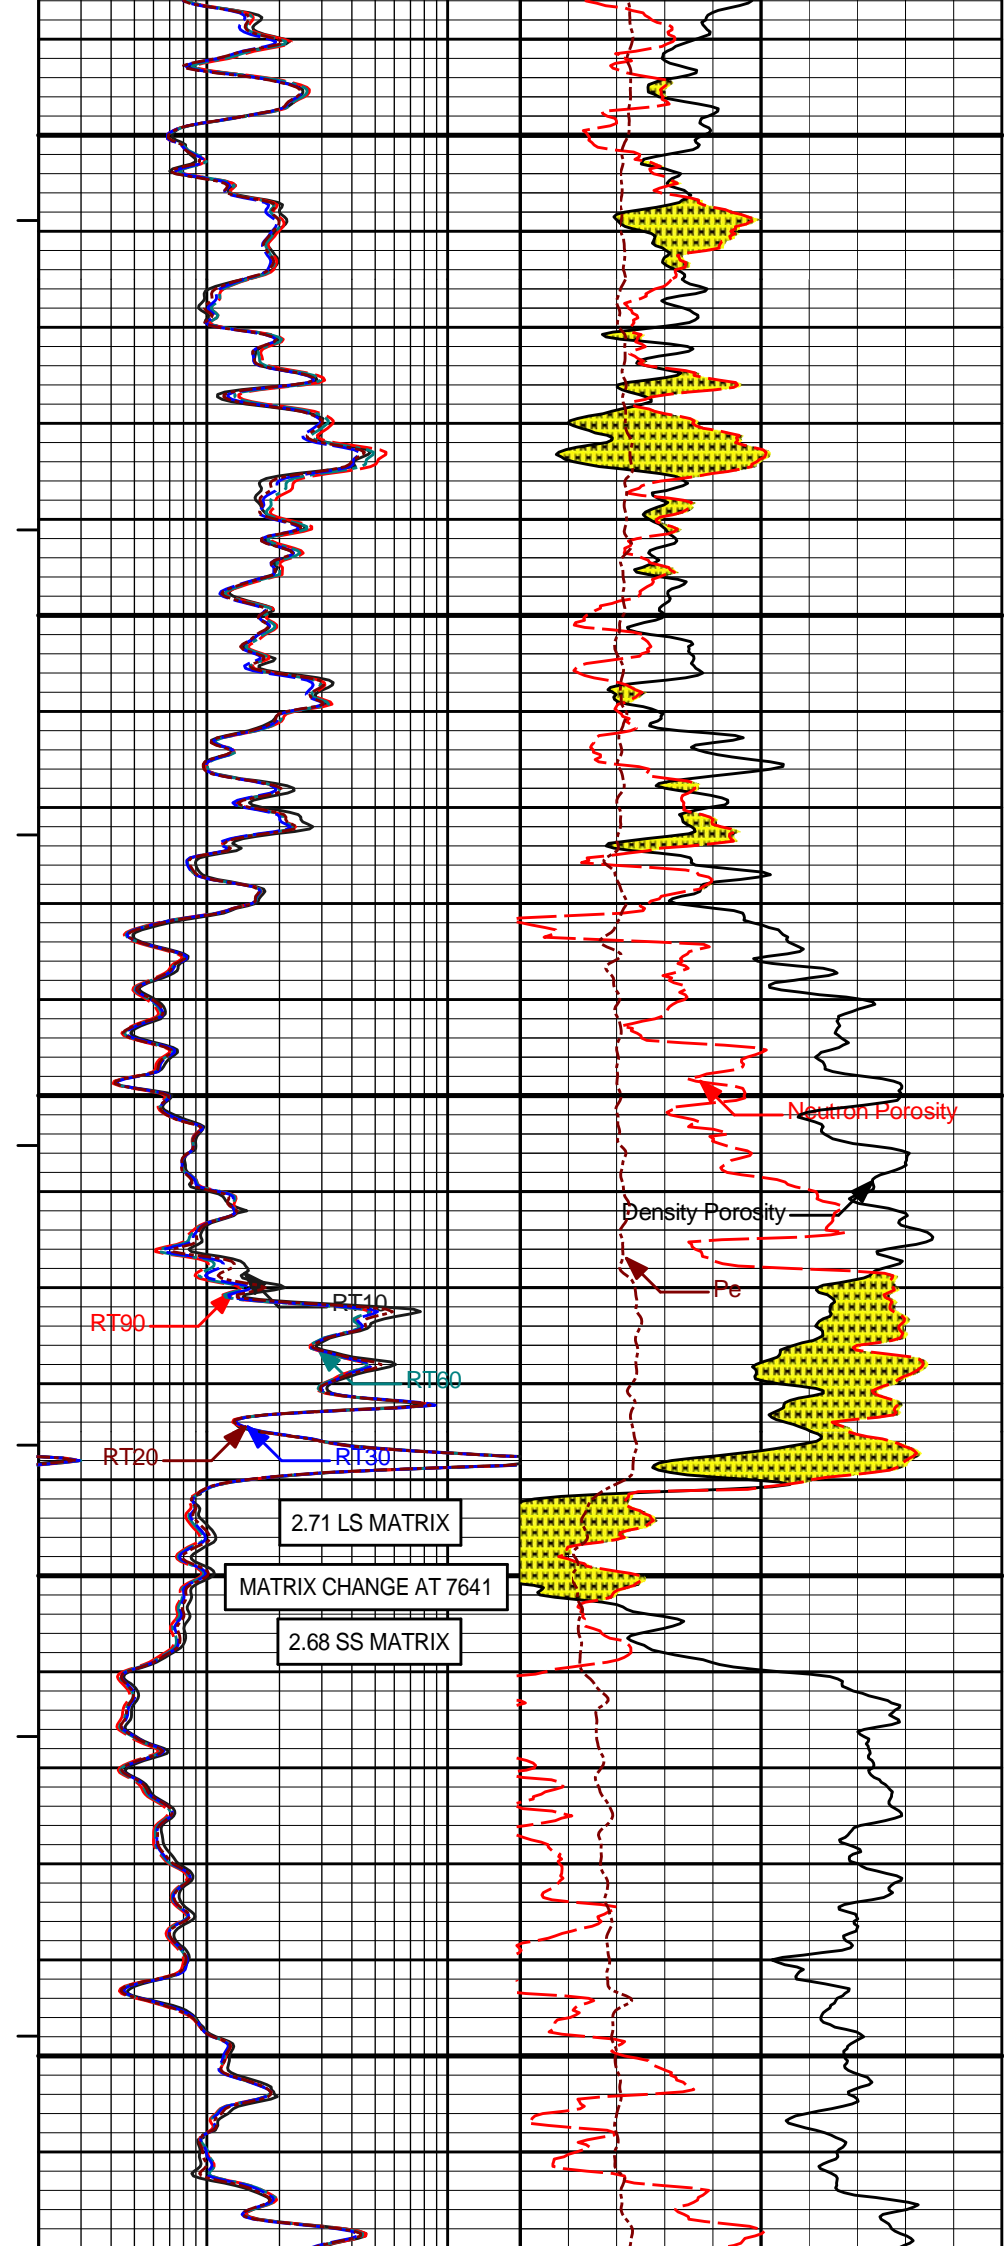 Neutron Porosity
Density Porosity
Pe
RT10
RT90
RT60
RT20
RT30
2.71 LS MATRIX
MATRIX CHANGE AT 7641
2.68 SS MATRIX